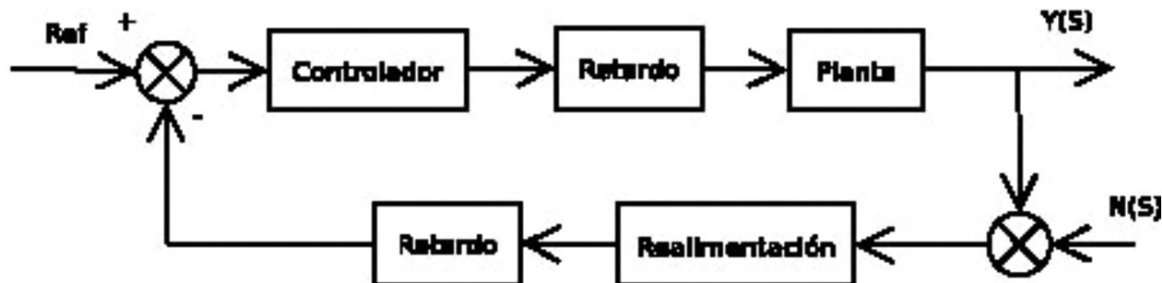 Ref
+
-
Controlador
Retardo
Planta
Y(S)
N(S)
Realimentación
Retardo